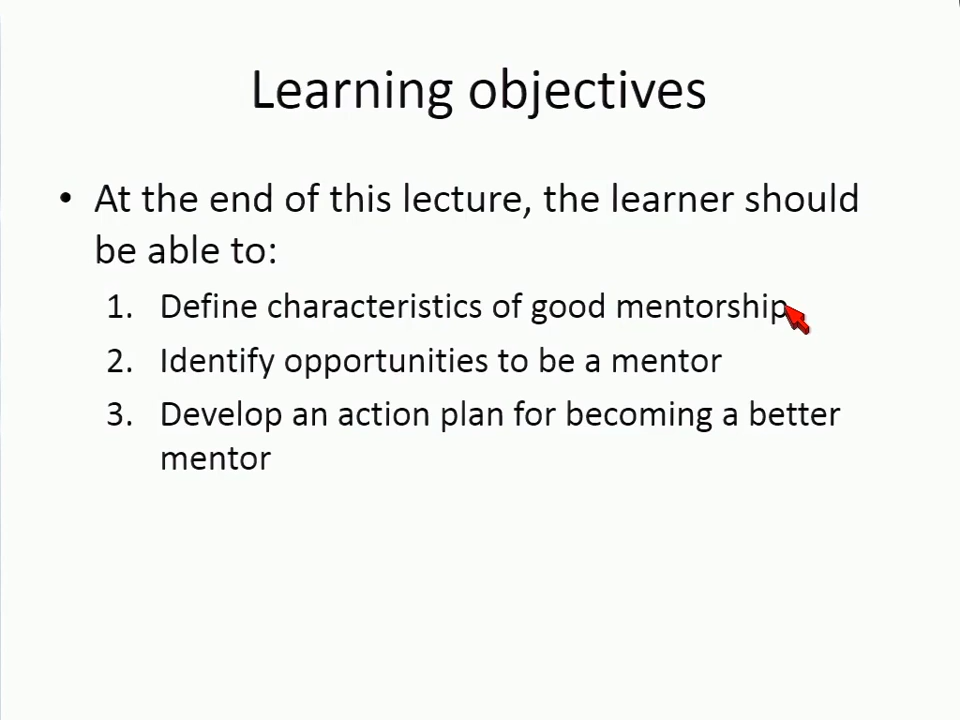 Learning objectives
• At the end of this lecture, the learner should
be able to:
1. Define characteristics of good mentorship
2. Identify opportunities to be a mentor
3. Develop an action plan for becoming a better
mentor